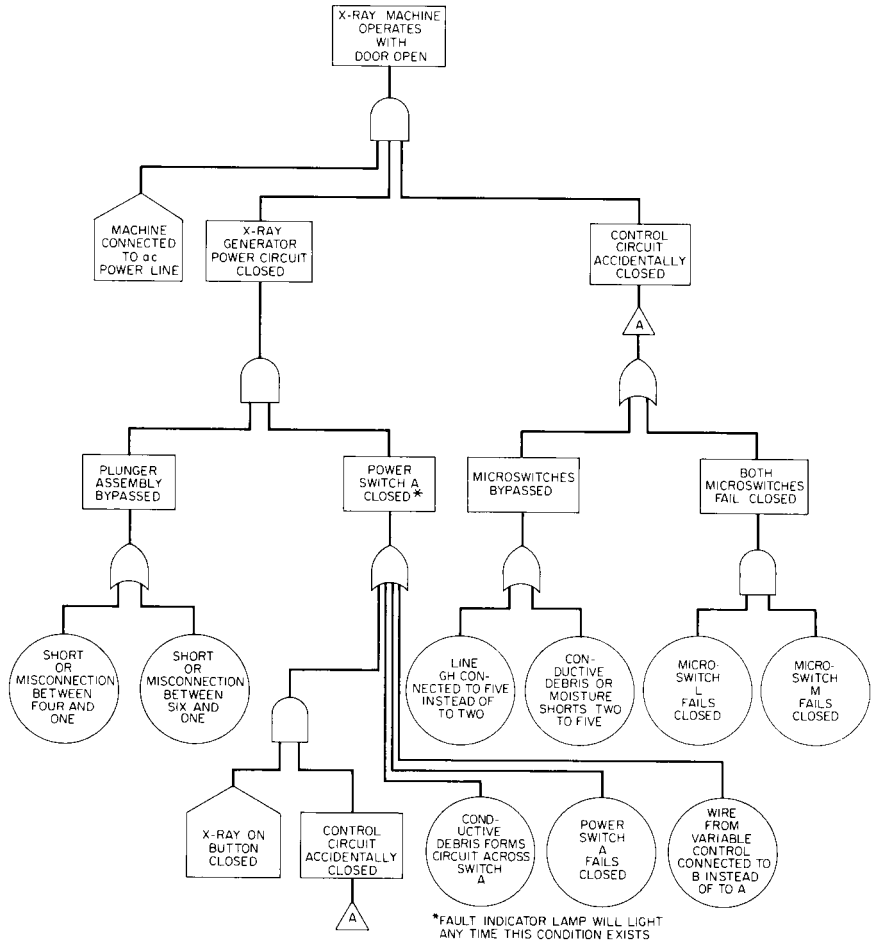 X-RAY MACHINE
OPERATES
WITH
DOOR OPEN
MACHINE
CONNECTED
TO ac
POWER LINE
X-RAY
GENERATOR
POWER CIRCUIT
CLOSED
CONTROL
CIRCUIT
ACCIDENTALLY
CLOSED
A
PLUNGER
ASSEMBLY
BYPASSED
POWER
SWITCH A
CLOSED*
MICROSWITCHES
BYPASSED
BOTH
MICROSWITCHES
FAIL CLOSED
SHORT
OR
MISCONNECTION
BETWEEN
FOUR AND
ONE
SHORT
OR
MISCONNECTION
BETWEEN
SIX AND
ONE
LINE
GH CON-
NECTED TO FIVE
INSTEAD OF
TO TWO
CON-
DUCTIVE
DEBRIS OR
MOISTURE
SHORTS TWO
TO FIVE
MICRO-
SWITCH
L
FAILS
CLOSED
MICRO-
SWITCH
M
FAILS
CLOSED
X-RAY ON
BUTTON
CLOSED
CONTROL
CIRCUIT
ACCIDENTALLY
CLOSED
A
COND-
UCTIVE
DEBRIS FORMS
CIRCUIT ACROSS
SWITCH
A
POWER
SWITCH
A
FAILS
CLOSED
WIRE
FROM
VARIABLE
CONTROL
CONNECTED TO
B INSTEAD
OF TO A
*FAULT INDICATOR LAMP WILL LIGHT
ANY TIME THIS CONDITION EXISTS